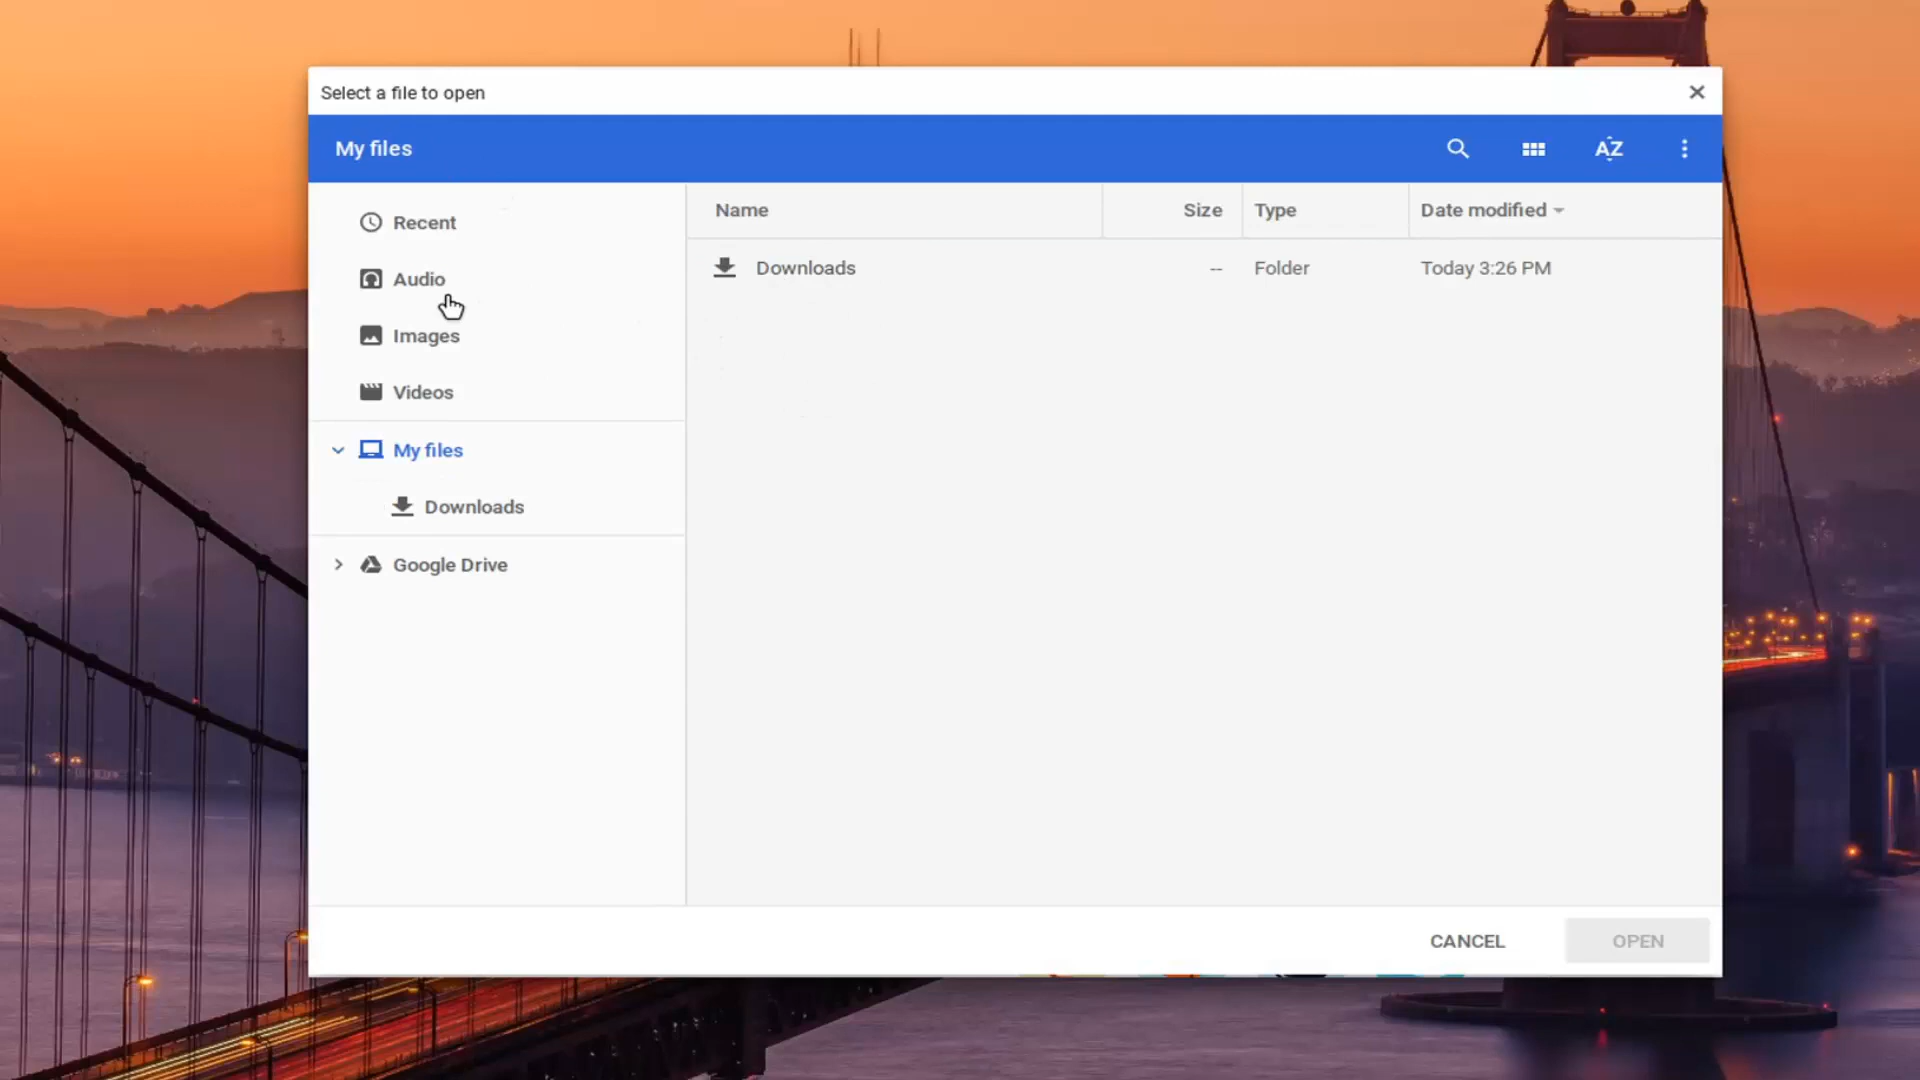 Select a file to open
My files
AZ
Recent
Audio
Images
Videos
My files
Downloads
Google Drive
Name Size Type Date modified
Downloads -- Folder Today 3:26 PM
CANCEL OPEN